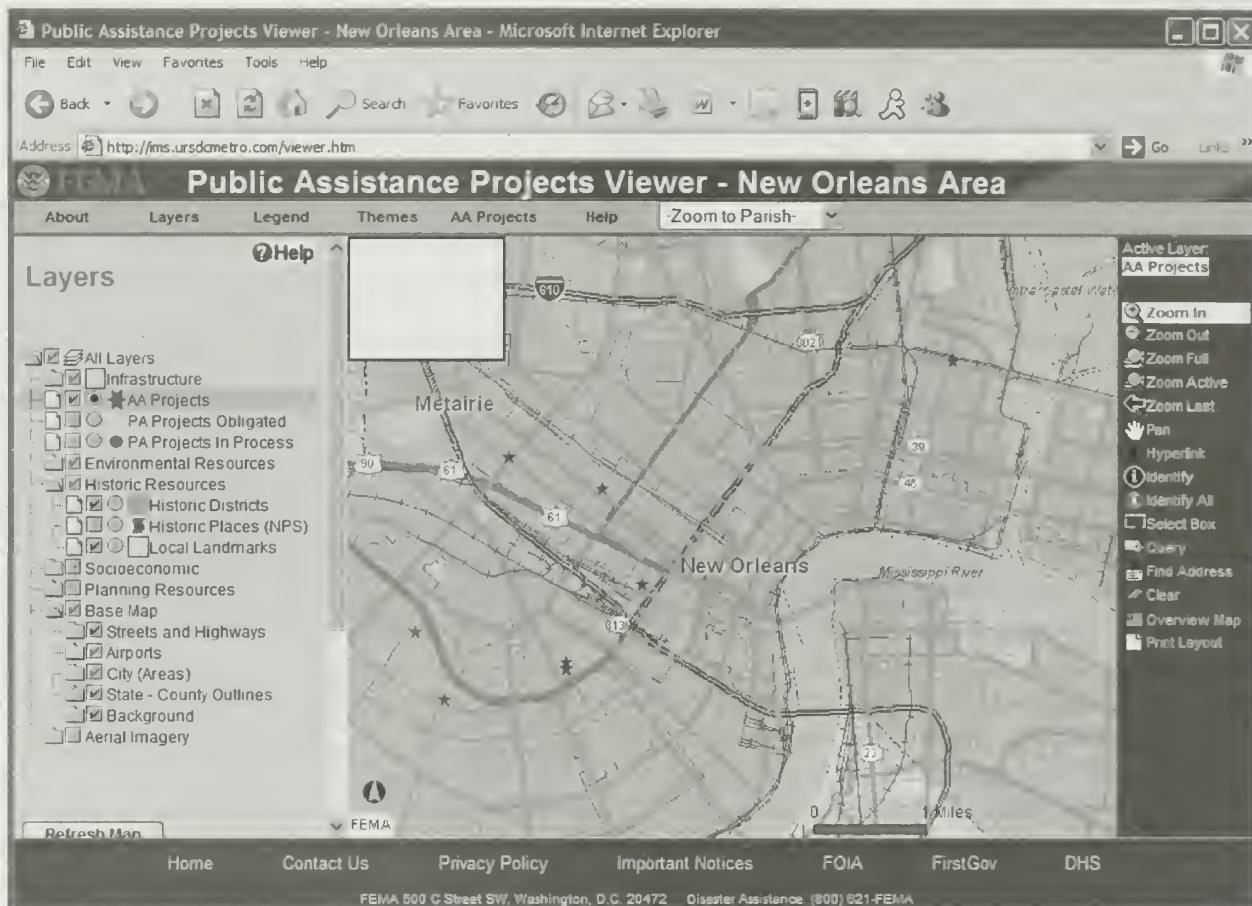 Public Assistance Projects Viewer - New Orleans Area - Microsoft Internet Explorer
File Edit View Favorites Tools Help
Back Search Favorites
Address http://ims.ursdcmetro.com/viewer.htm Go Links
FEMA Public Assistance Projects Viewer - New Orleans Area
About Layers Legend Themes AA Projects Help -Zoom to Parish-
Help
Layers
All Layers
Infrastructure
AA Projects
PA Projects Obligated
PA Projects In Process
Environmental Resources
Historic Resources
Historic Districts
Historic Places (NPS)
Local Landmarks
Socioeconomic
Planning Resources
Base Map
Streets and Highways
Airports
City (Areas)
State - County Outlines
Background
Aerial Imagery
Refresh Map
610
Metairie
90
61
61
39
46
New Orleans
Mississippi River
23
FEMA
0 1 Miles
Active Layer:
AA Projects
Zoom In
Zoom Out
Zoom Full
Zoom Active
Zoom Last
Pan
Hyperlink
Identify
Identify All
Select Box
Query
Find Address
Clear
Overview Map
Print Layout
Home Contact Us Privacy Policy Important Notices FOIA FirstGov DHS
FEMA 500 C Street SW, Washington, D.C. 20472 Disaster Assistance (800) 621-FEMA